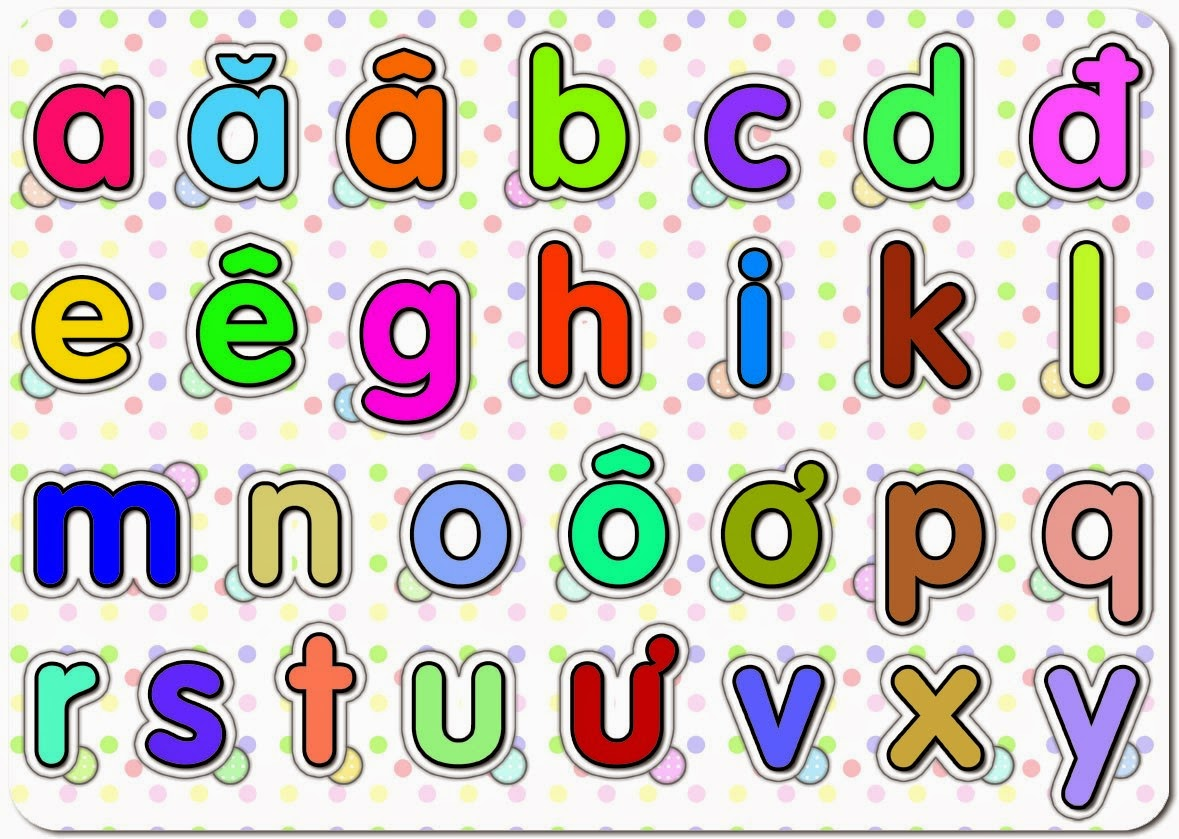 a ă â b c d đ
e ê g h i k l
m n o ô ơ p q
r s t u ư v x y